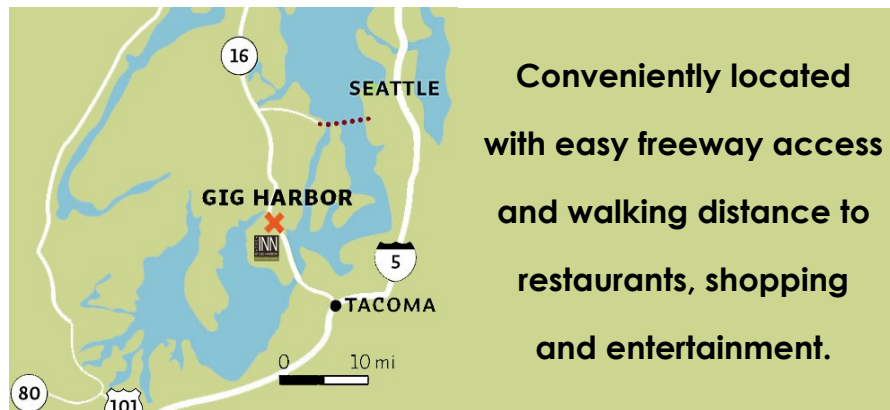 16
SEATTLE
GIG HARBOR
INN
5
TACOMA
0 10 mi
80
101
Conveniently located
with easy freeway access
and walking distance to
restaurants, shopping
and entertainment.